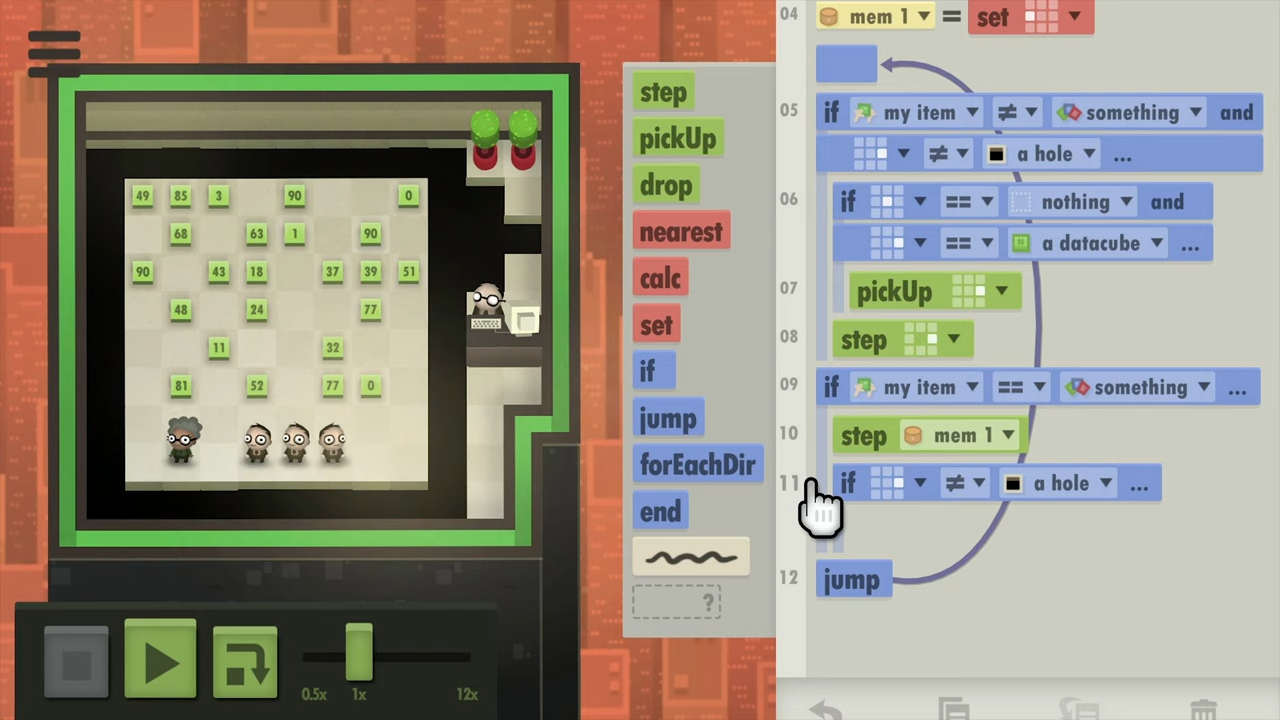 49 85 3 90 0
68 63 1 90
90 43 18 37 39 51
48 24 77
11 32
81 52 77 0
0.5x 1x 12x
step
pickUp
drop
nearest
calc
set
if
jump
forEachDir
end
?
04 mem 1 = set
05 if my item ≠ something and
≠ a hole ...
06 if == nothing and
== a datacube ...
07 pickUp
08 step
09 if my item == something ...
10 step mem 1
11 if ≠ a hole ...
12 jump